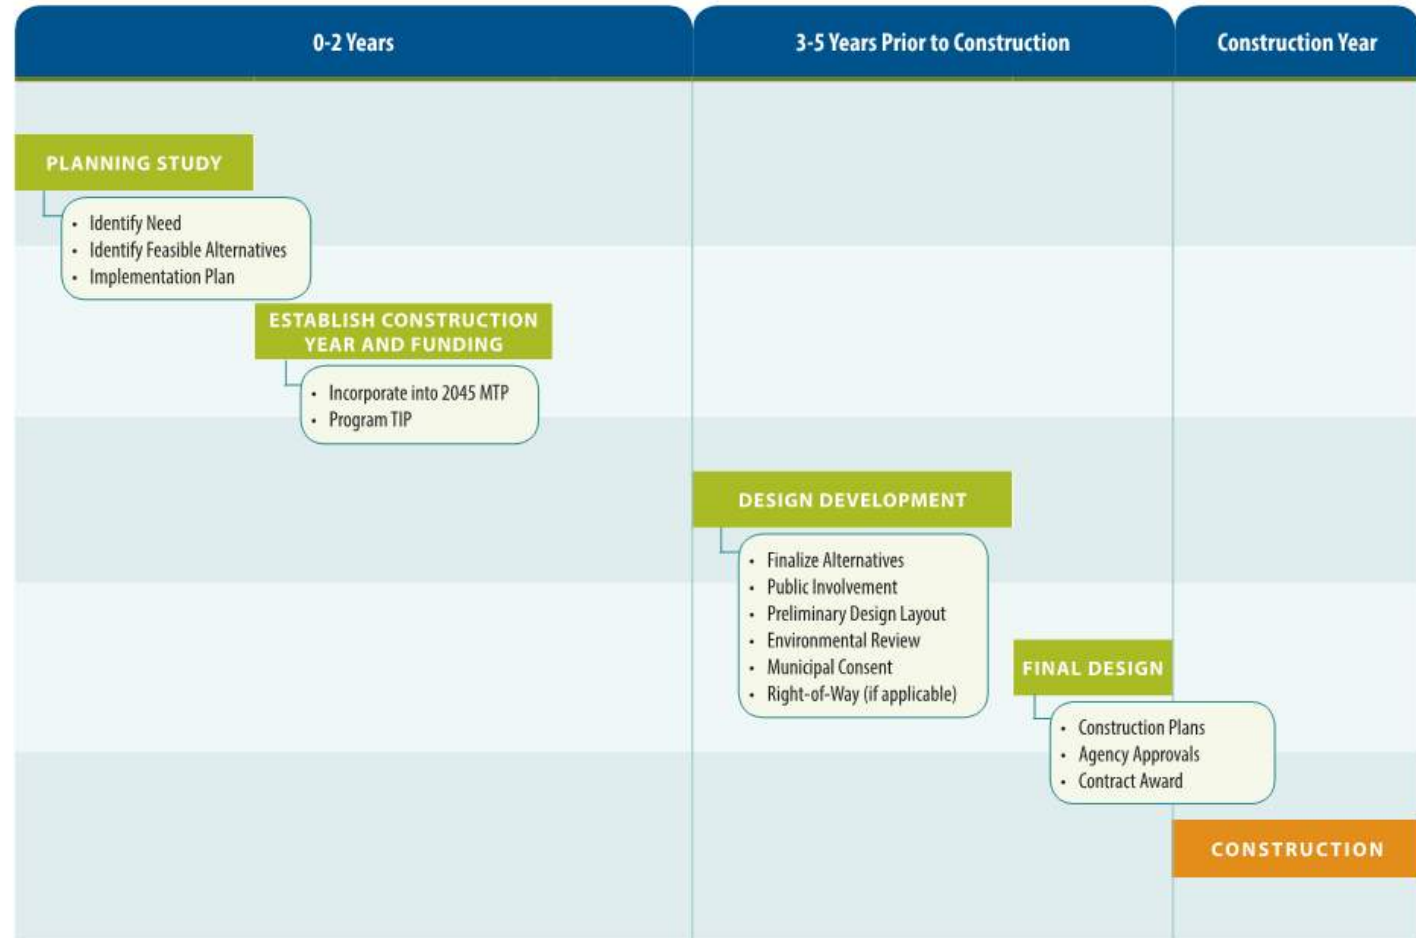 0-2 Years
3-5 Years Prior to Construction
Construction Year
PLANNING STUDY
• Identify Need
• Identify Feasible Alternatives
• Implementation Plan
ESTABLISH CONSTRUCTION
YEAR AND FUNDING
• Incorporate into 2045 MTP
• Program TIP
DESIGN DEVELOPMENT
• Finalize Alternatives
• Public Involvement
• Preliminary Design Layout
• Environmental Review
• Municipal Consent
• Right-of-Way (if applicable)
FINAL DESIGN
• Construction Plans
• Agency Approvals
• Contract Award
CONSTRUCTION